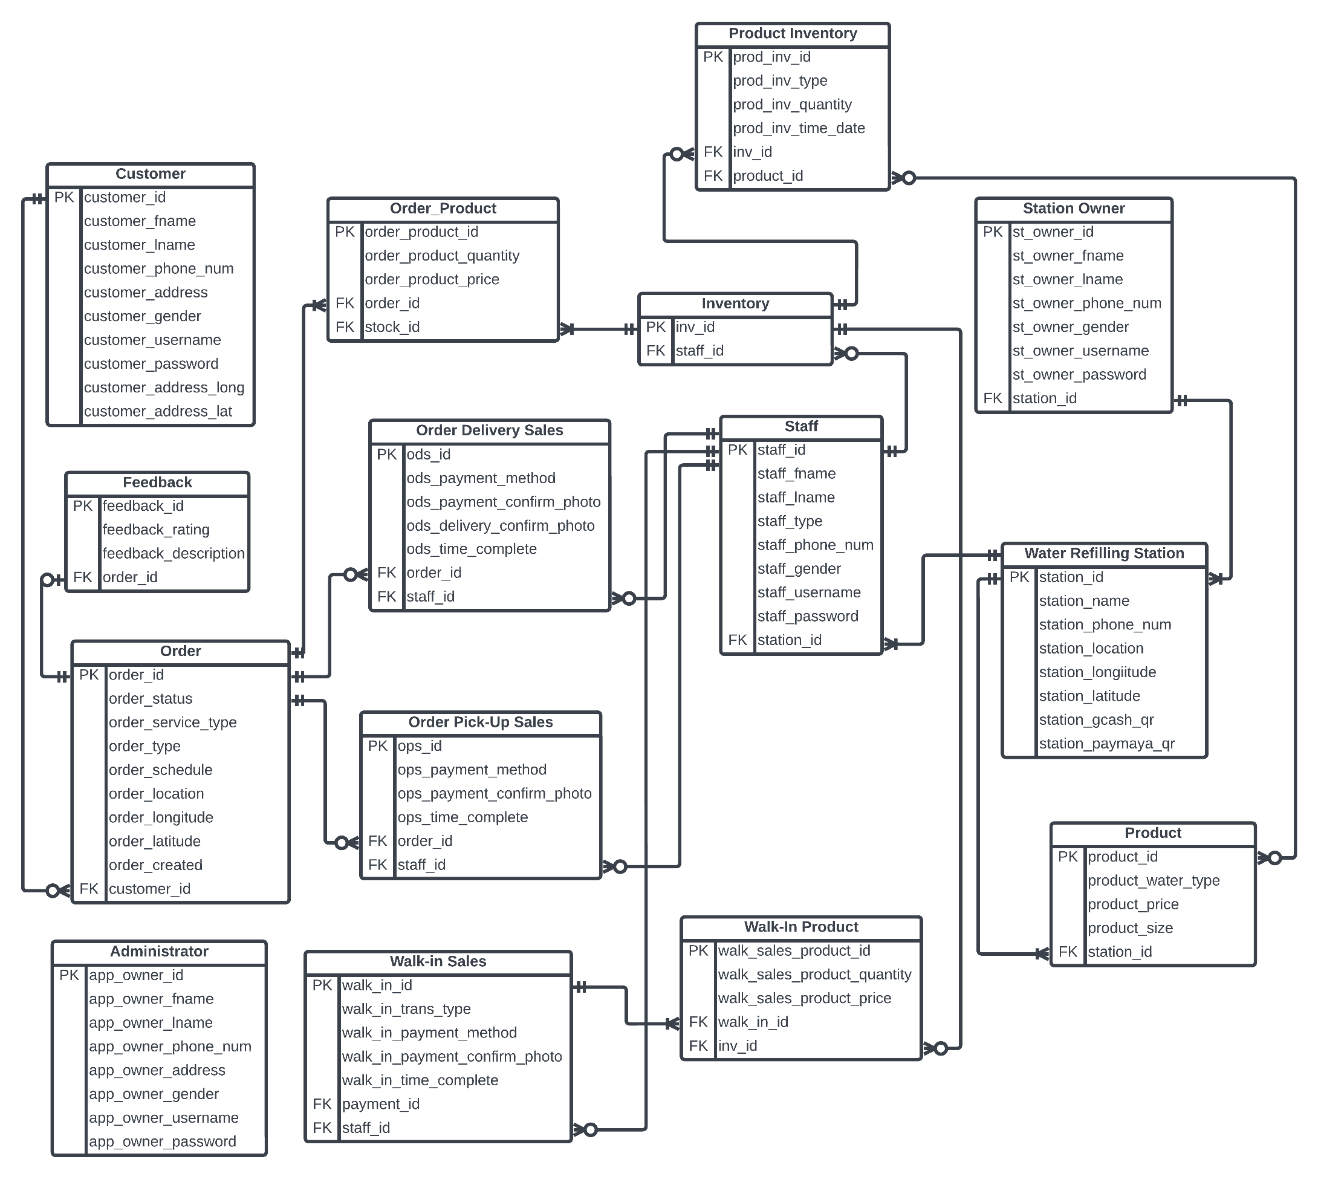 Product Inventory
PK prod_inv_id
prod_inv_type
prod_inv_quantity
prod_inv_time_date
FK inv_id
FK product_id
Customer
PK customer_id
customer_fname
customer_lname
customer_phone_num
customer_address
customer_gender
customer_username
customer_password
customer_address_long
customer_address_lat
Order_Product
PK order_product_id
order_product_quantity
order_product_price
FK order_id
FK stock_id
Station Owner
PK st_owner_id
st_owner_fname
st_owner_lname
st_owner_phone_num
st_owner_gender
st_owner_username
st_owner_password
FK station_id
Inventory
PK inv_id
FK staff_id
Order Delivery Sales
PK ods_id
ods_payment_method
ods_payment_confirm_photo
ods_delivery_confirm_photo
ods_time_complete
FK order_id
FK staff_id
Staff
PK staff_id
staff_fname
staff_lname
staff_type
staff_phone_num
staff_gender
staff_username
staff_password
FK station_id
Feedback
PK feedback_id
feedback_rating
feedback_description
FK order_id
Water Refilling Station
PK station_id
station_name
station_phone_num
station_location
station_longiitude
station_latitude
station_gcash_qr
station_paymaya_qr
Order
PK order_id
order_status
order_service_type
order_type
order_schedule
order_location
order_longitude
order_latitude
order_created
FK customer_id
Order Pick-Up Sales
PK ops_id
ops_payment_method
ops_payment_confirm_photo
ops_time_complete
FK order_id
FK staff_id
Product
PK product_id
product_water_type
product_price
product_size
FK station_id
Administrator
PK app_owner_id
app_owner_fname
app_owner_lname
app_owner_phone_num
app_owner_address
app_owner_gender
app_owner_username
app_owner_password
Walk-in Sales
PK walk_in_id
walk_in_trans_type
walk_in_payment_method
walk_in_payment_confirm_photo
walk_in_time_complete
FK payment_id
FK staff_id
Walk-In Product
PK walk_sales_product_id
walk_sales_product_quantity
walk_sales_product_price
FK walk_in_id
FK inv_id